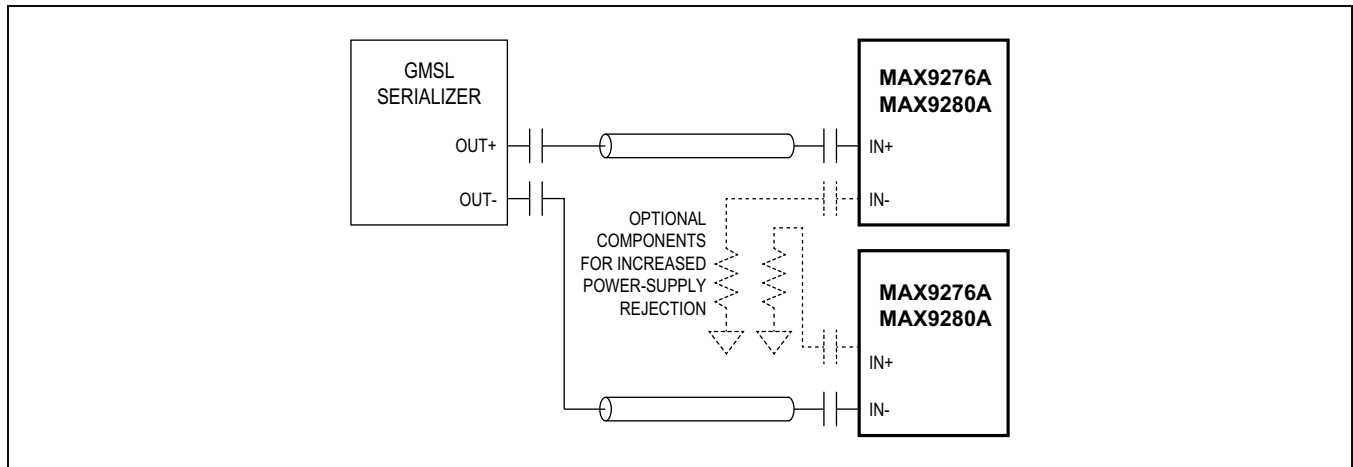 GMSL
SERIALIZER
OUT+
OUT-
MAX9276A
MAX9280A
IN+
IN-
OPTIONAL
COMPONENTS
FOR INCREASED
POWER-SUPPLY
REJECTION
MAX9276A
MAX9280A
IN+
IN-